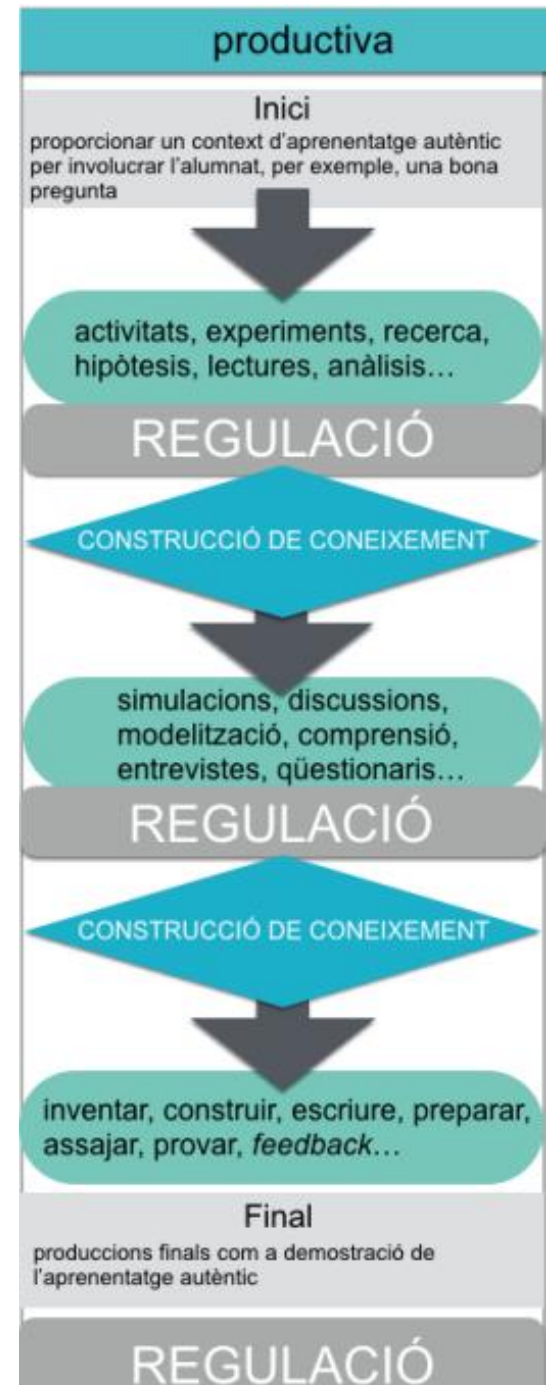 productiva
Inici
proporcionar un context d'aprenentatge autèntic
per involucrar l'alumnat, per exemple, una bona
pregunta
activitats, experiments, recerca,
hipòtesis, lectures, anàlisis…
REGULACIÓ
CONSTRUCCIÓ DE CONEIXEMENT
simulacions, discussions,
modelització, comprensió,
entrevistes, qüestionaris…
REGULACIÓ
CONSTRUCCIÓ DE CONEIXEMENT
inventar, construir, escriure, preparar,
assajar, provar, feedback…
Final
produccions finals com a demostració de
l'aprenentatge autèntic
REGULACIÓ